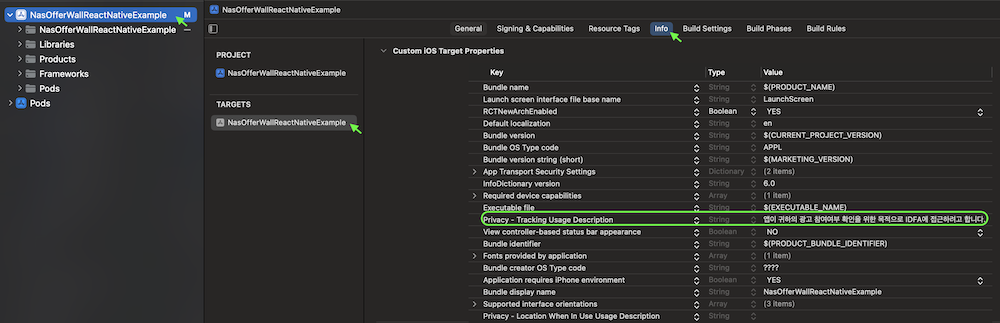 NasOfferWallReactNativeExample M
NasOfferWallReactNativeExample
Libraries
Products
Frameworks
Pods
Pods
NasOfferWallReactNativeExample
General Signing & Capabilities Resource Tags Info Build Settings Build Phases Build Rules
PROJECT
NasOfferWallReactNativeExample
TARGETS
NasOfferWallReactNativeExample
Custom iOS Target Properties
Key Type Value
Bundle name String $(PRODUCT_NAME)
Launch screen interface file base name String LaunchScreen
RCTNewArchEnabled Boolean YES
Default localization String en
Bundle version String $(CURRENT_PROJECT_VERSION)
Bundle OS Type code String APPL
Bundle version string (short) String $(MARKETING_VERSION)
App Transport Security Settings Dictionary (2 items)
InfoDictionary version String 6.0
Required device capabilities Array (1 item)
Executable file String $(EXECUTABLE_NAME)
Privacy - Tracking Usage Description String 앱이 귀하의 광고 참여여부 확인을 위한 목적으로 IDFA에 접근하려고 합니다.
View controller-based status bar appearance Boolean NO
Bundle identifier String $(PRODUCT_BUNDLE_IDENTIFIER)
Fonts provided by application Array (1 item)
Bundle creator OS Type code String ????
Application requires iPhone environment Boolean YES
Bundle display name String NasOfferWallReactNativeExample
Supported interface orientations Array (3 items)
Privacy - Location When In Use Usage Description String